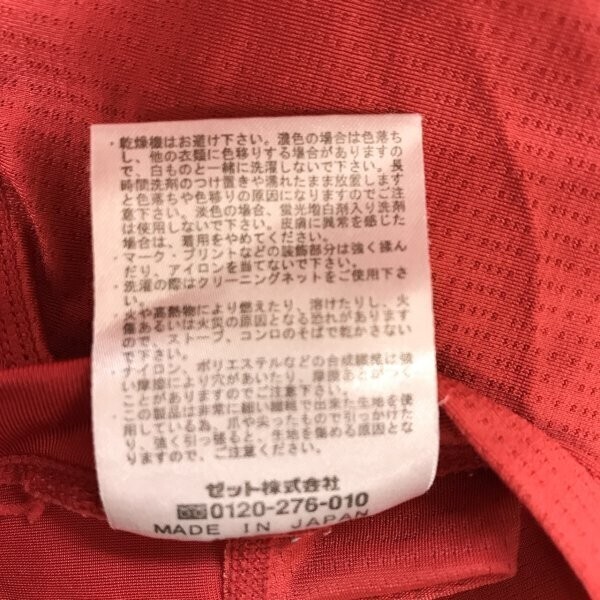 ・乾燥機はお避け下さい。濃色の場合は色落ち
し、他の衣類に色移りする場合がありますの
で、白ものと一緒に洗濯しないで下さい。長
時間洗剤のつけ置きや濡れたまま放置します
と色落ちや色移りの原因になりますのでご注
意下さい。淡色の場合、蛍光増白剤入り洗剤
は使用しないで下さい。皮膚に異常を感じた
場合は、着用をやめてください。
・マーク・プリントなどの装飾部分は強く揉ん
だり、アイロンを当てないで下さい。
・洗濯の際はクリーニングネットをご使用下さ
い。
・火や高熱物により燃えたり、溶けたりし、火
傷あるいは火災の原因となる恐れがあります
ので、ストーブ、コンロのそばで乾かさない
で下さい。
・ナイロン、ポリエステルなどの合成繊維は強
い摩擦により穴があいたり、摩擦あとがつく
ことがありますのでご注意下さい。
・この製品は非常に細い繊維で出来た生地を使
用している為、爪や尖ったもので引っかけた
り、強く引っ張ると、生地を傷める原因とな
りますので、ご注意ください。
ゼット株式会社
0120-276-010
MADE IN JAPAN